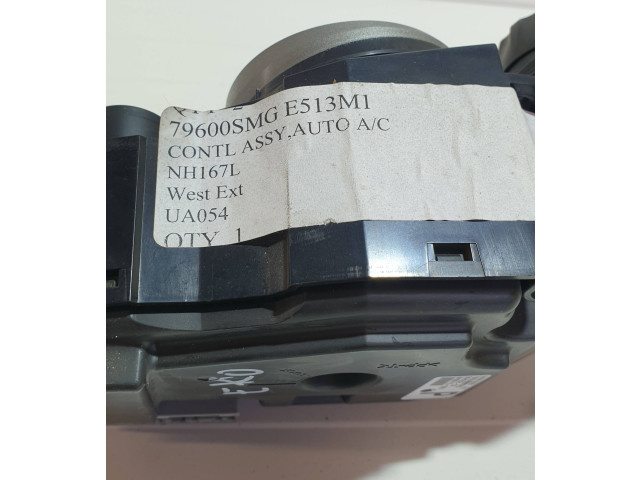 79600SMG E513M1
CONTL ASSY,AUTO A/C
NH167L
West Ext
UA054
QTY 1